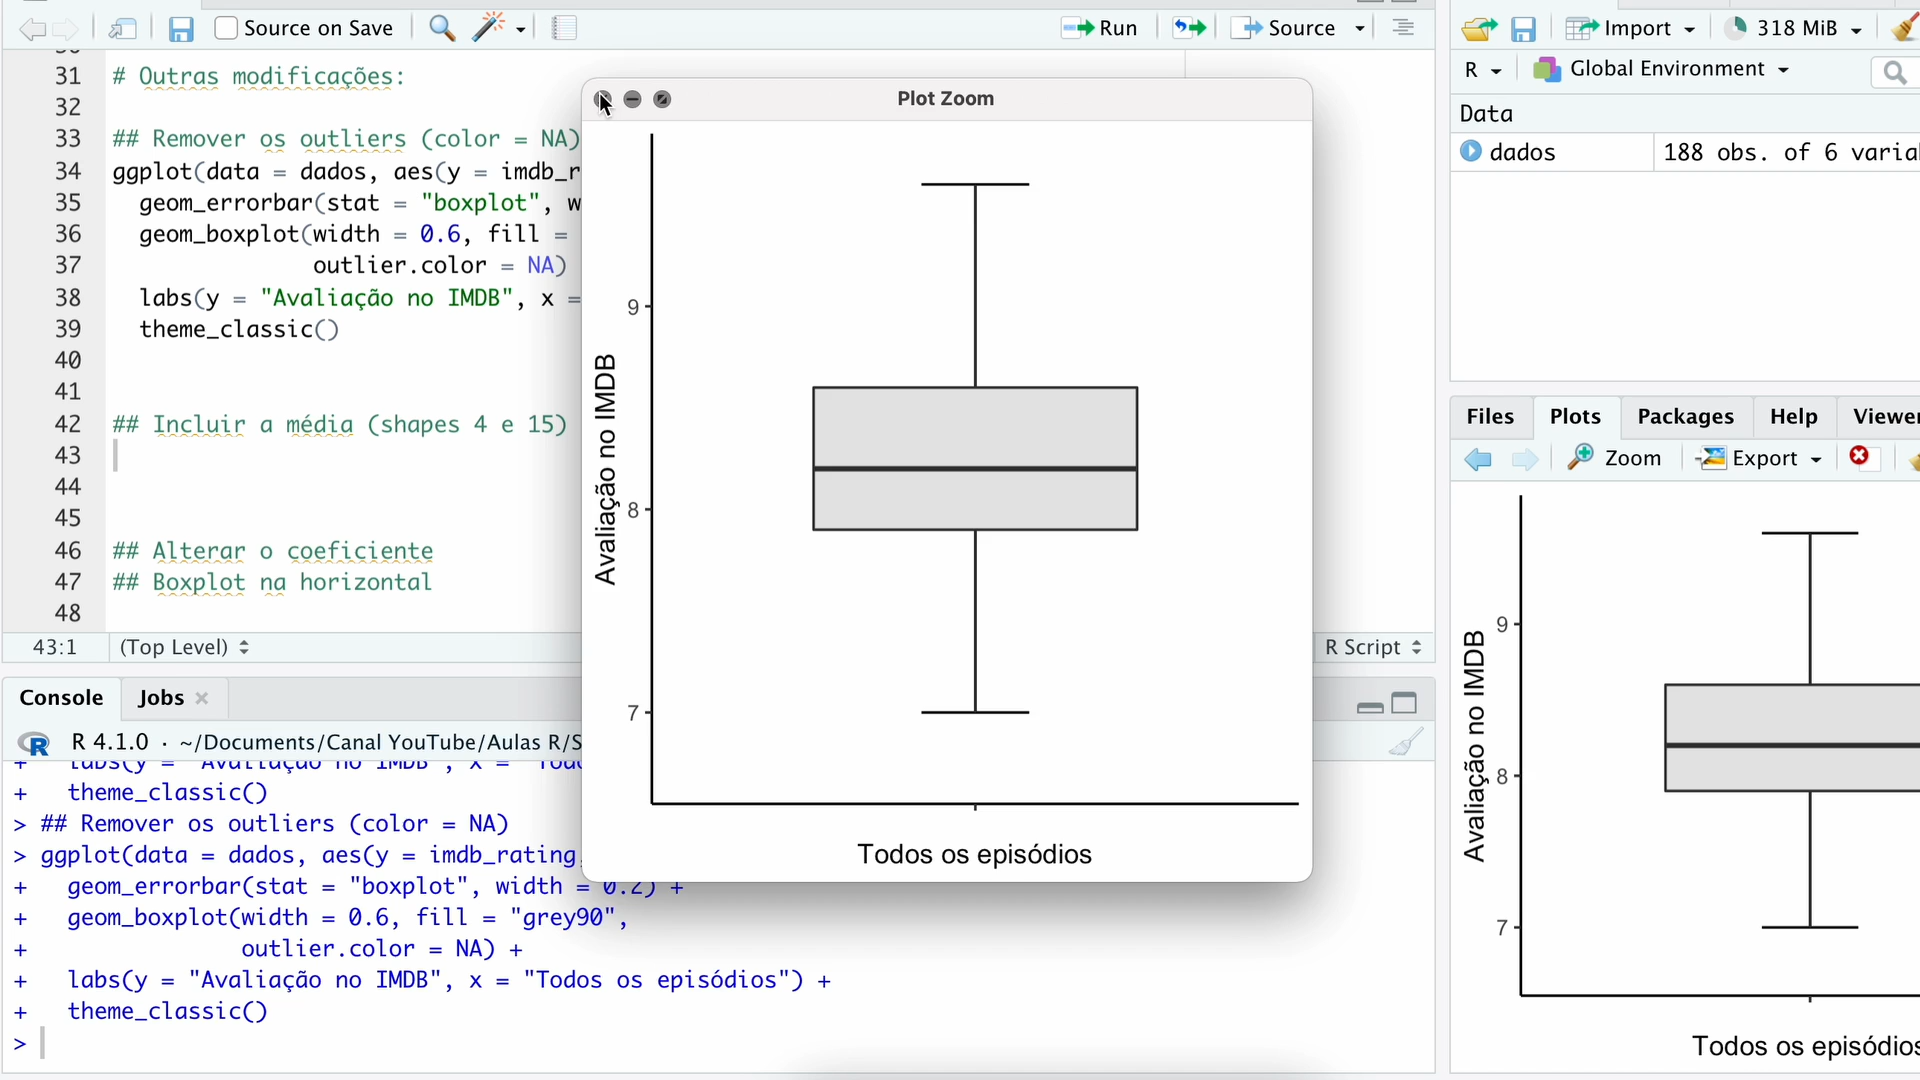 Source on Save
Run
Source
31 # Outras modificações:
32
33 ## Remover os outliers (color = NA)
34 ggplot(data = dados, aes(y = imdb_r
35 geom_errorbar(stat = "boxplot", w
36 geom_boxplot(width = 0.6, fill =
37 outlier.color = NA)
38 labs(y = "Avaliação no IMDB", x =
39 theme_classic()
40
41
42 ## Incluir a média (shapes 4 e 15)
43
44
45
46 ## Alterar o coeficiente
47 ## Boxplot na horizontal
48
43:1 (Top Level)
R Script
Plot Zoom
9
8
7
Avaliação no IMDB
Todos os episódios
Console
Jobs
R 4.1.0 · ~/Documents/Canal YouTube/Aulas R/S
+ labs(y = "Avaliação no IMDB", x = "Todo
+ theme_classic()
> ## Remover os outliers (color = NA)
> ggplot(data = dados, aes(y = imdb_rating,
+ geom_errorbar(stat = "boxplot", width = 0.2) +
+ geom_boxplot(width = 0.6, fill = "grey90",
+ outlier.color = NA) +
+ labs(y = "Avaliação no IMDB", x = "Todos os episódios") +
+ theme_classic()
>
Import
318 MiB
R
Global Environment
Data
dados 188 obs. of 6 varia
Files Plots Packages Help Viewer
Zoom
Export
9
8
7
Avaliação no IMDB
Todos os episódios